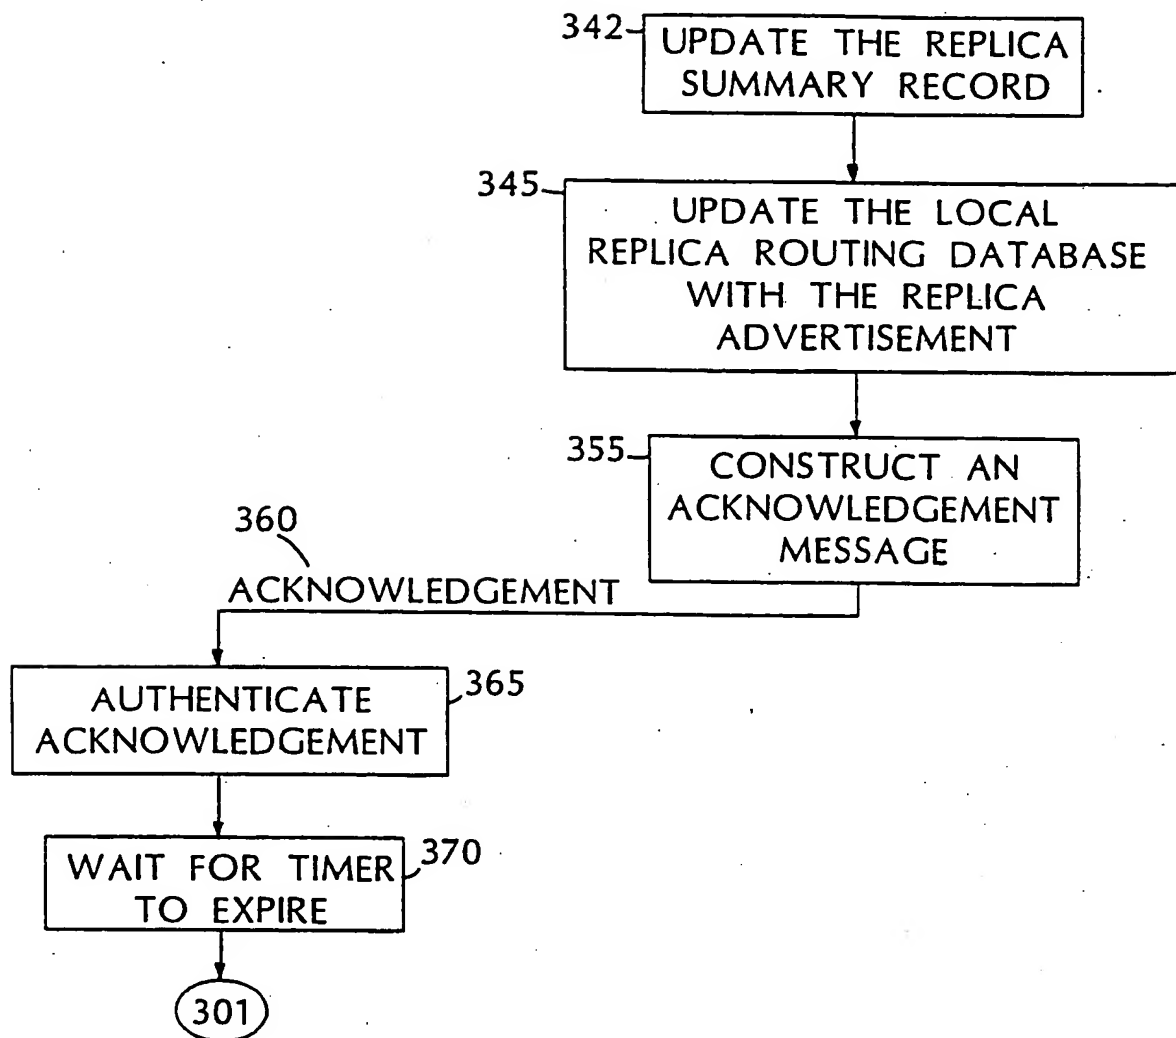 342
UPDATE THE REPLICA
SUMMARY RECORD
345
UPDATE THE LOCAL
REPLICA ROUTING DATABASE
WITH THE REPLICA
ADVERTISEMENT
355
CONSTRUCT AN
ACKNOWLEDGEMENT
MESSAGE
360
ACKNOWLEDGEMENT
AUTHENTICATE
ACKNOWLEDGEMENT
365
WAIT FOR TIMER
TO EXPIRE
370
301